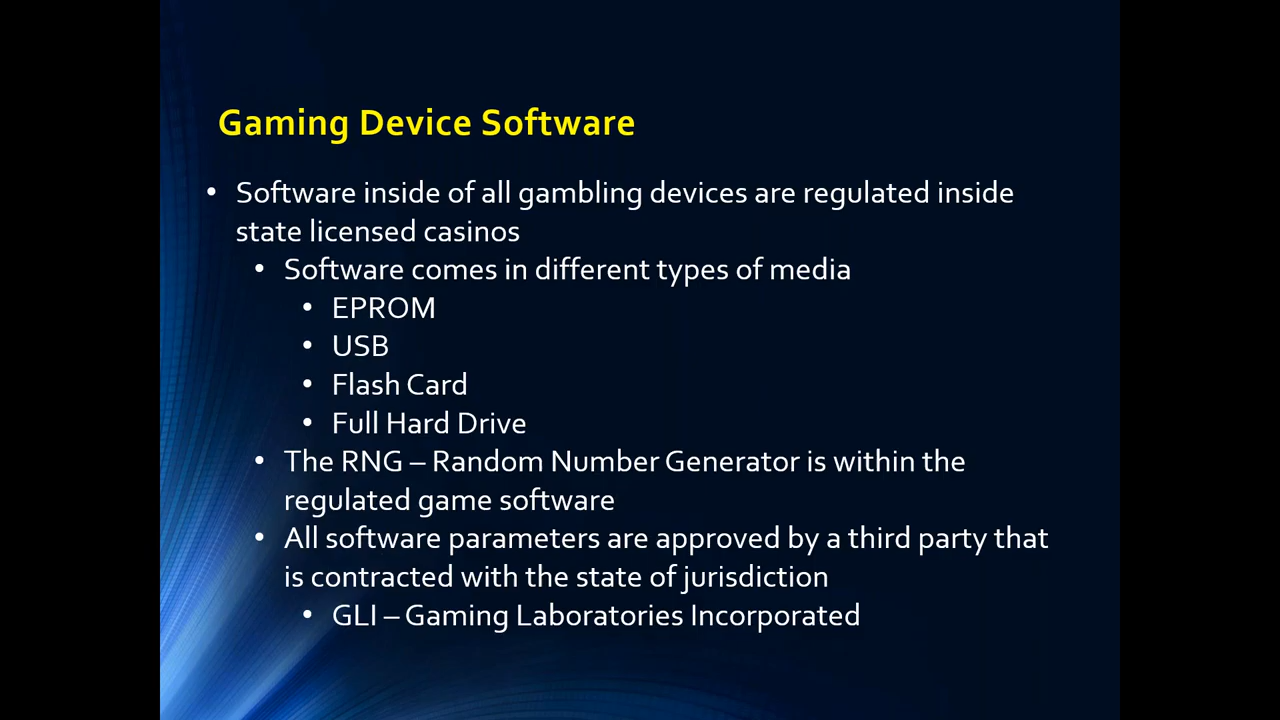 Gaming Device Software
• Software inside of all gambling devices are regulated inside
state licensed casinos
• Software comes in different types of media
• EPROM
• USB
• Flash Card
• Full Hard Drive
• The RNG – Random Number Generator is within the
regulated game software
• All software parameters are approved by a third party that
is contracted with the state of jurisdiction
• GLI – Gaming Laboratories Incorporated